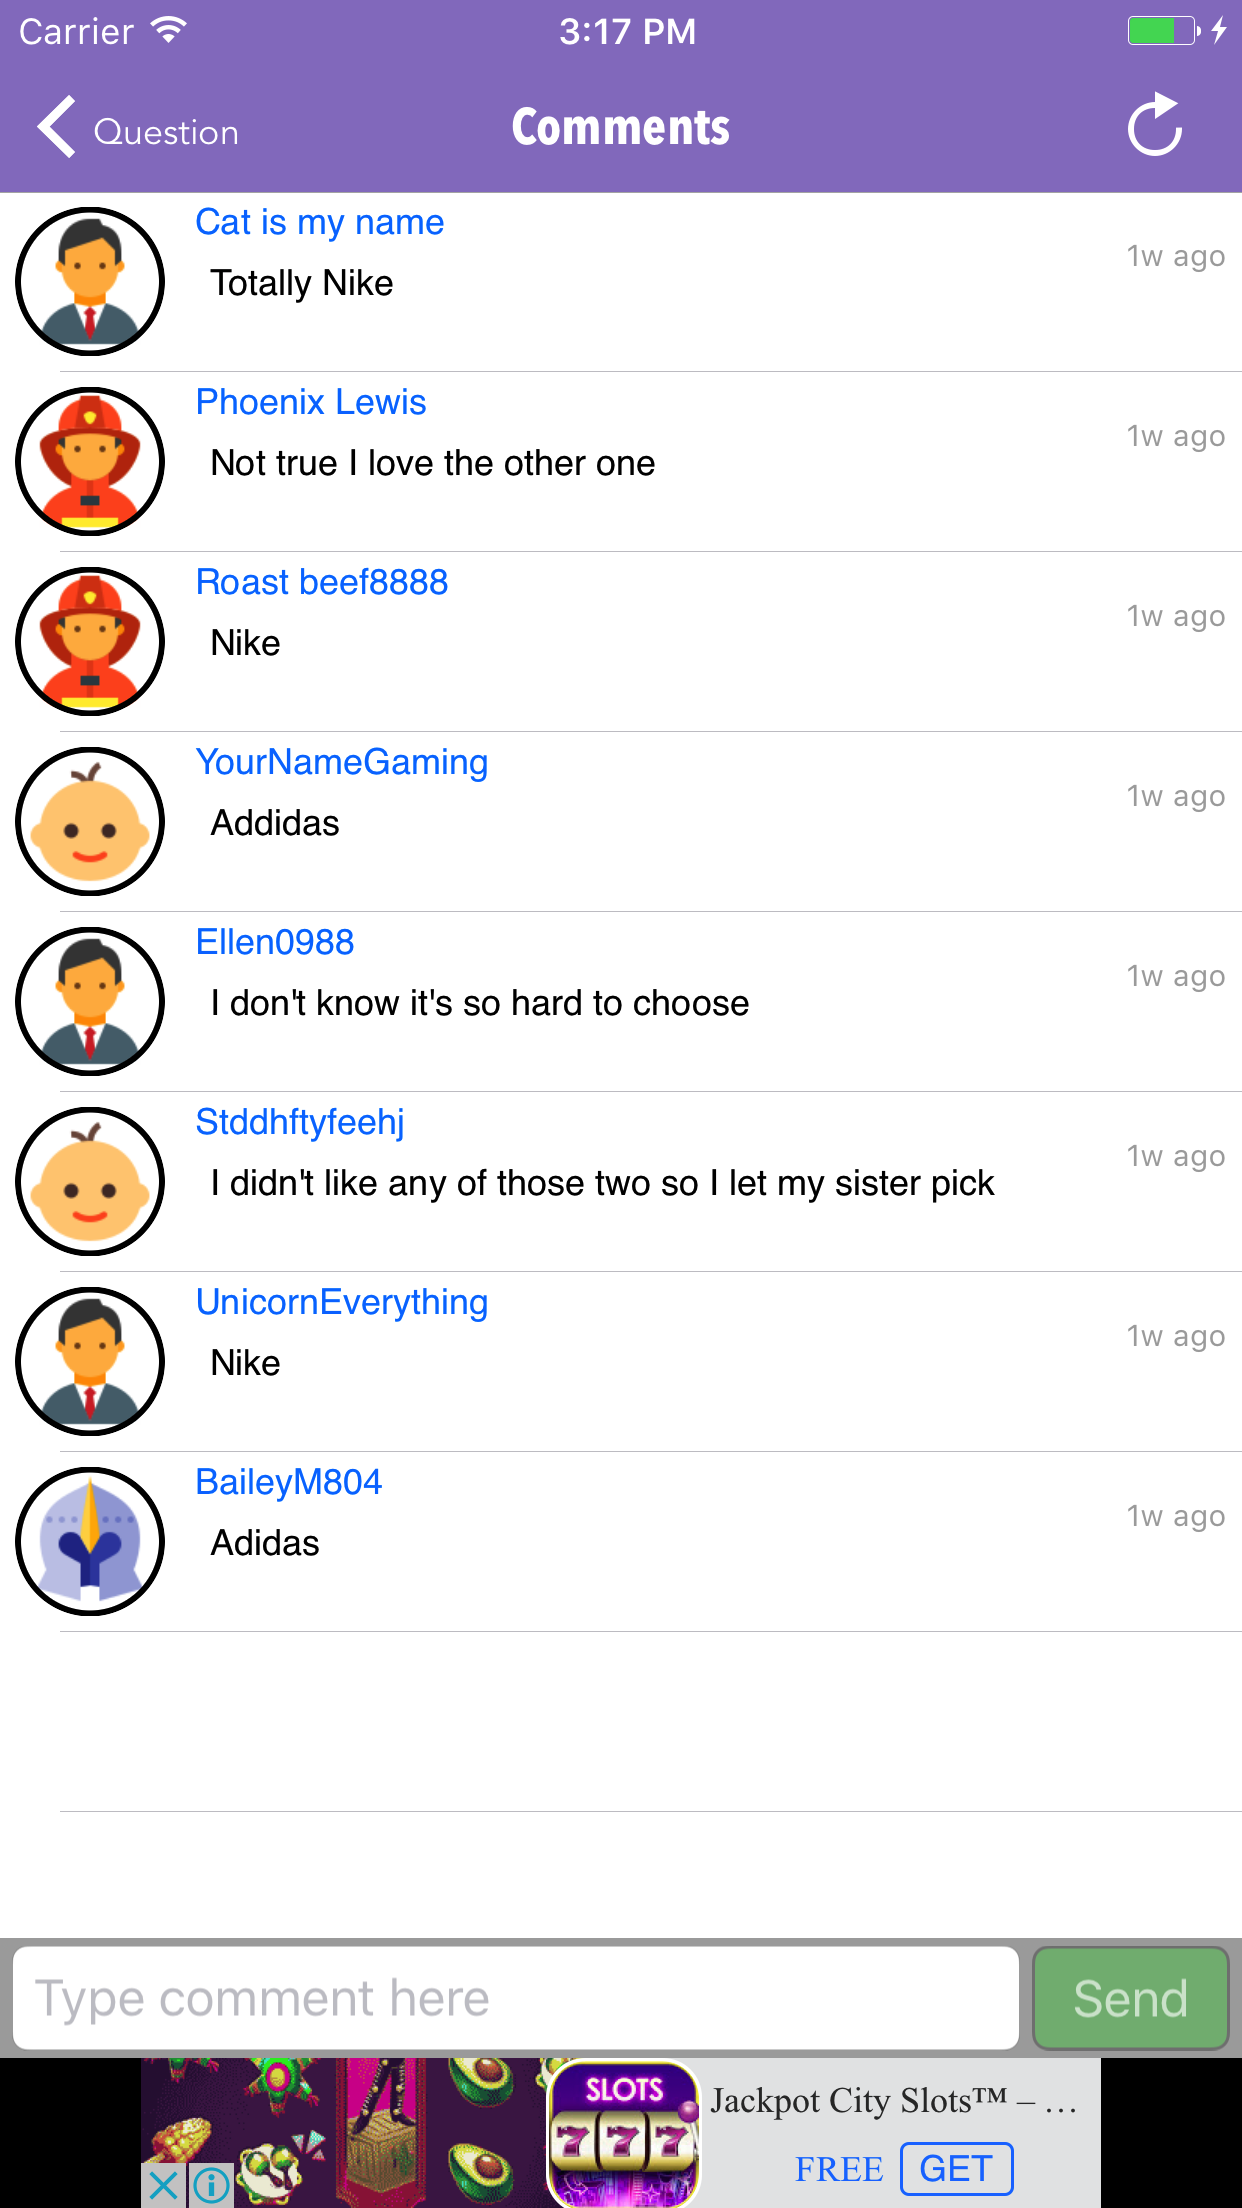 Carrier 3:17 PM
Question Comments
Cat is my name
1w ago
Totally Nike
Phoenix Lewis
1w ago
Not true I love the other one
Roast beef8888
1w ago
Nike
YourNameGaming
1w ago
Addidas
Ellen0988
1w ago
I don't know it's so hard to choose
Stddhftyfeehj
1w ago
I didn't like any of those two so I let my sister pick
UnicornEverything
1w ago
Nike
BaileyM804
1w ago
Adidas
Type comment here Send
SLOTS
777
Jackpot City Slots™ – …
FREE GET